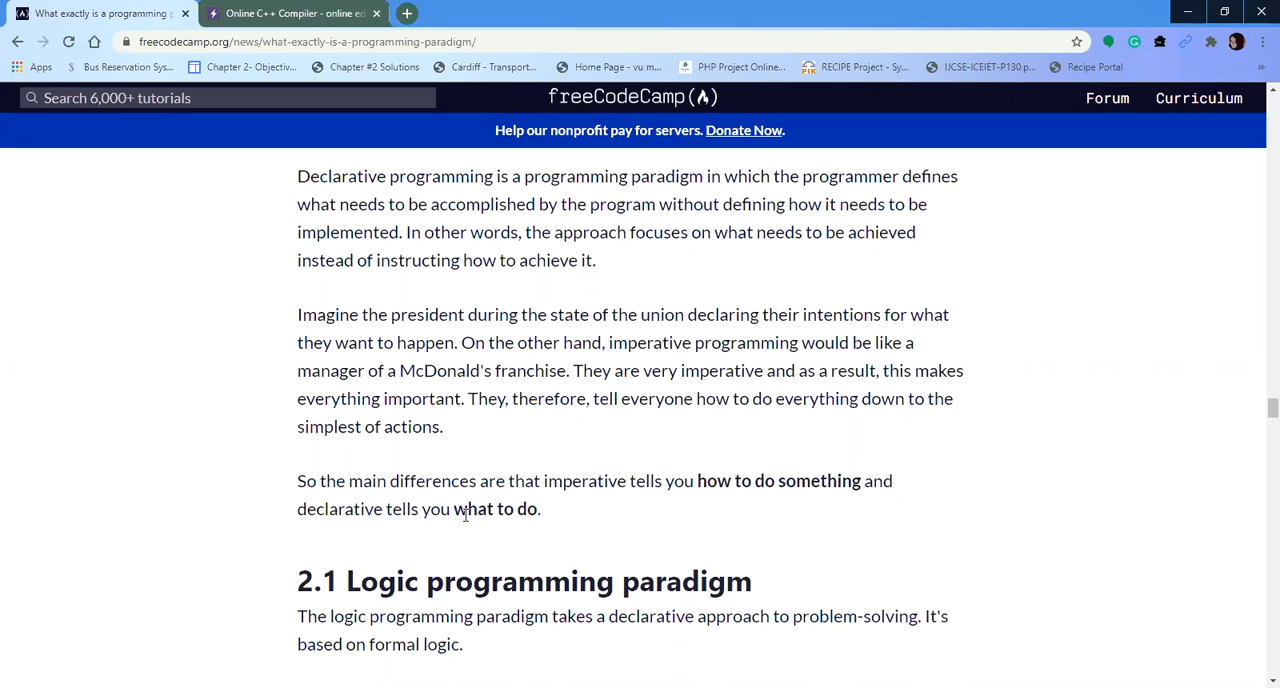 What exactly is a programming p
Online C++ Compiler - online ed
freecodecamp.org/news/what-exactly-is-a-programming-paradigm/
Apps
Bus Reservation Sys...
Chapter 2- Objectiv...
Chapter #2 Solutions
Cardiff - Transport...
Home Page - vu m...
PHP Project Online...
RECIPE Project - Sy...
IJCSE-ICEIET-P130.p...
Recipe Portal
»
Search 6,000+ tutorials
freeCodeCamp
Forum
Curriculum
Help our nonprofit pay for servers. Donate Now.
Declarative programming is a programming paradigm in which the programmer defines
what needs to be accomplished by the program without defining how it needs to be
implemented. In other words, the approach focuses on what needs to be achieved
instead of instructing how to achieve it.
Imagine the president during the state of the union declaring their intentions for what
they want to happen. On the other hand, imperative programming would be like a
manager of a McDonald's franchise. They are very imperative and as a result, this makes
everything important. They, therefore, tell everyone how to do everything down to the
simplest of actions.
So the main differences are that imperative tells you how to do something and
declarative tells you what to do.
2.1 Logic programming paradigm
The logic programming paradigm takes a declarative approach to problem-solving. It's
based on formal logic.